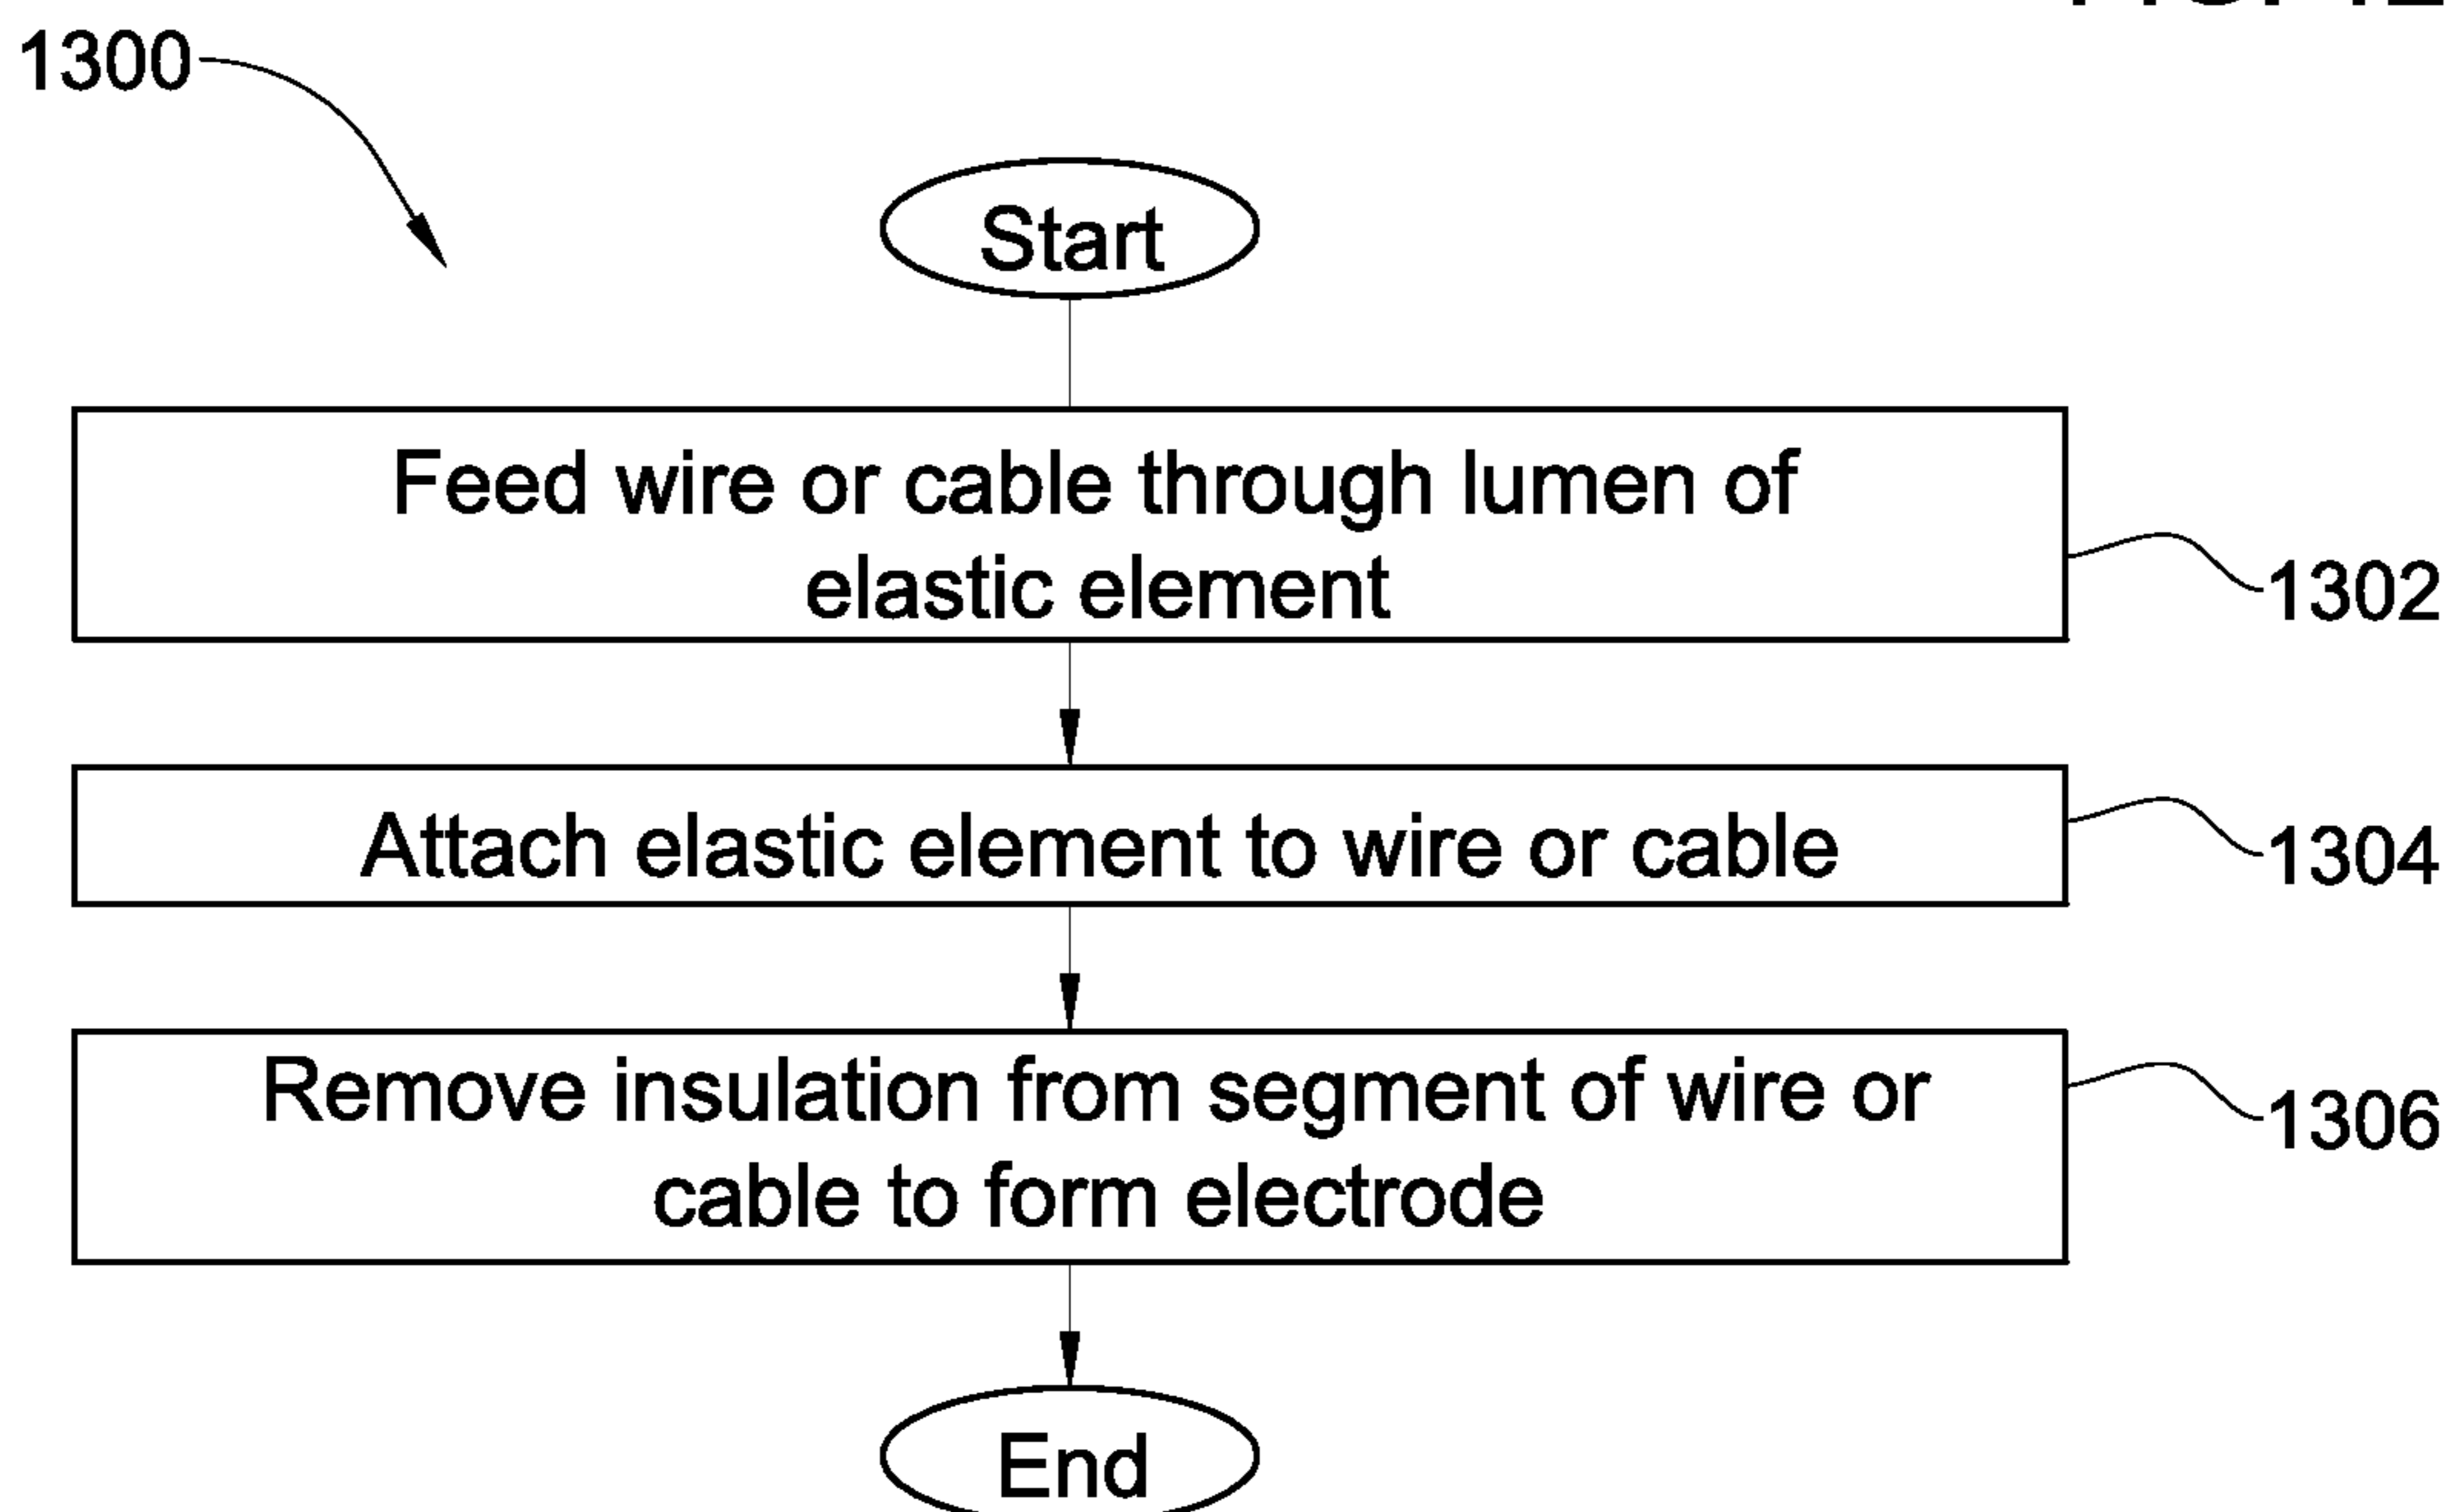 1300
Start
Feed wire or cable through lumen of
elastic element
1302
Attach elastic element to wire or cable
1304
Remove insulation from segment of wire or
cable to form electrode
1306
End